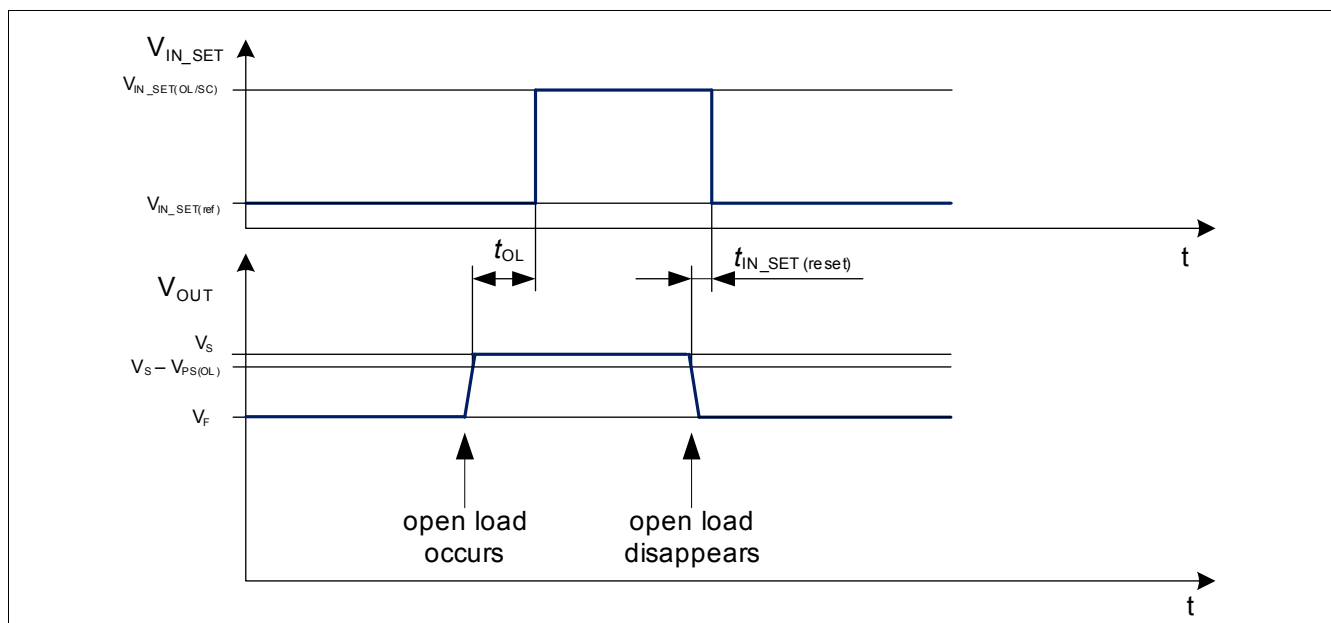 V_IN_SET
V_IN_SET(OL/SC)
V_IN_SET(ref)
t
t_OL
t_IN_SET (reset)
V_OUT
V_S
V_S – V_PS(OL)
V_F
open load
occurs
open load
disappears
t